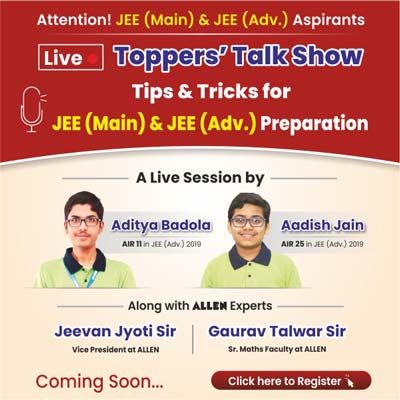 Attention! JEE (Main) & JEE (Adv.) Aspirants
Live Toppers' Talk Show
Tips & Tricks for
JEE (Main) & JEE (Adv.) Preparation
A Live Session by
Aditya Badola
AIR 11 in JEE (Adv.) 2019
Aadish Jain
AIR 25 in JEE (Adv.) 2019
Along with ALLEN Experts
Jeevan Jyoti Sir
Vice President at ALLEN
Gaurav Talwar Sir
Sr. Maths Faculty at ALLEN
Coming Soon...
Click here to Register